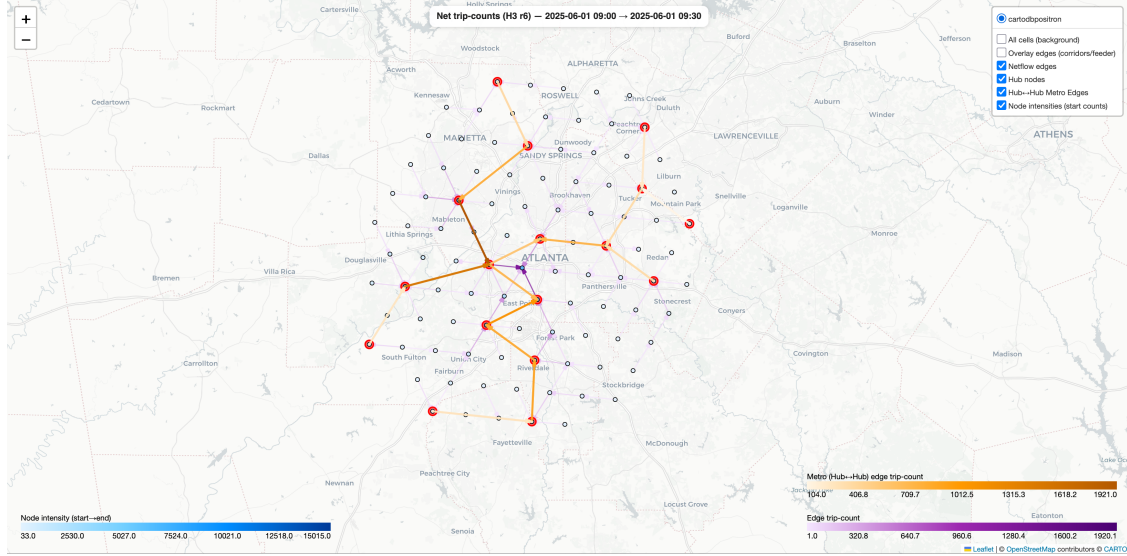 Holly Springs
Cartersville
+
−
Net trip-counts (H3 r6) — 2025-06-01 09:00 → 2025-06-01 09:30
cartodbpositron
All cells (background)
Overlay edges (corridors/feeder)
Netflow edges
Hub nodes
Hub↔Hub Metro Edges
Node intensities (start counts)
Buford
Jefferson
Braselton
Woodstock
ALPHARETTA
Acworth
Kennesaw
ROSWELL
Johns Creek
Duluth
Cedartown
Rockmart
Auburn
Winder
Peachtree
Corners
MARIETTA
LAWRENCEVILLE
ATHENS
Dunwoody
SANDY SPRINGS
Dallas
Lilburn
Vinings
Brookhaven
Tucker
Snellville
Mountain Park
Loganville
Mableton
Lithia Springs
Monroe
Douglasville
ATLANTA
Redan
Villa Rica
Bremen
Panthersville
East Point
Stonecrest
Conyers
Forest Park
Covington
Madison
South Fulton
Union City
Carrollton
Riverdale
Fairburn
Stockbridge
Fayetteville
McDonough
Peachtree City
Newnan
Locust Grove
Eatonton
Senoia
Metro (Hub↔Hub) edge trip-count
104.0 406.8 709.7 1012.5 1315.3 1618.2 1921.0
Node intensity (start→end)
33.0 2530.0 5027.0 7524.0 10021.0 12518.0 15015.0
Edge trip-count
1.0 320.8 640.7 960.6 1280.4 1600.2 1920.1
Leaflet | © OpenStreetMap contributors © CARTO